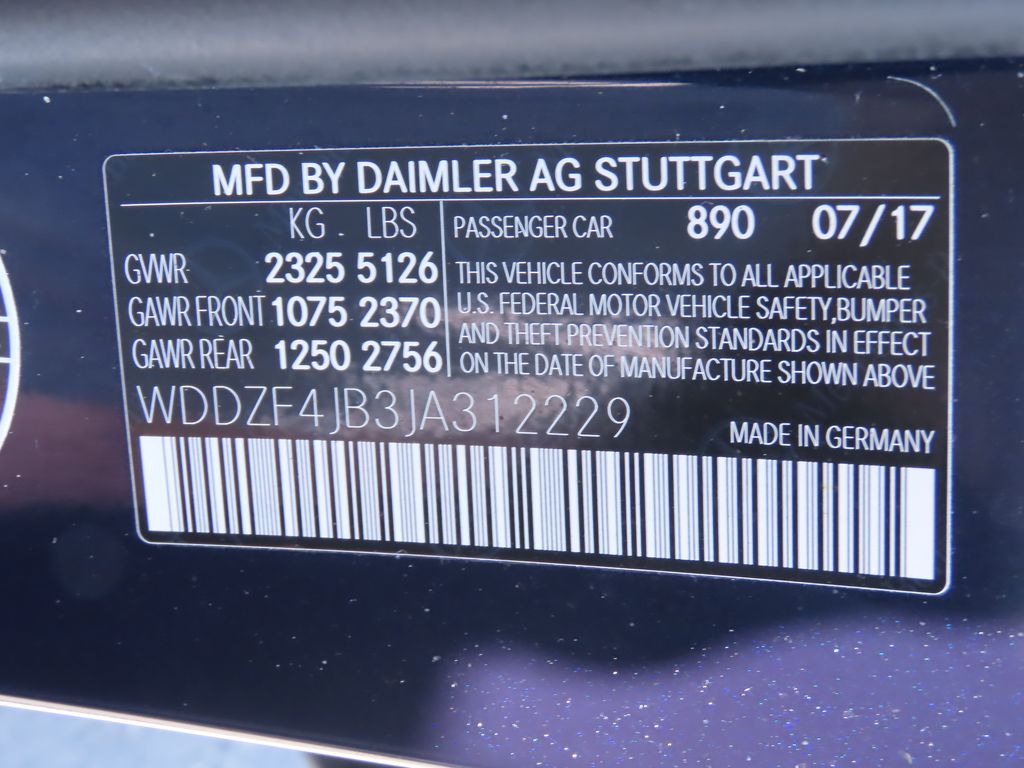 MFD BY DAIMLER AG STUTTGART
KG LBS
GVWR 2325 5126
GAWR FRONT 1075 2370
GAWR REAR 1250 2756
PASSENGER CAR 890 07/17
THIS VEHICLE CONFORMS TO ALL APPLICABLE
U.S. FEDERAL MOTOR VEHICLE SAFETY,BUMPER
AND THEFT PREVENTION STANDARDS IN EFFECT
ON THE DATE OF MANUFACTURE SHOWN ABOVE
WDDZF4JB3JA312229
MADE IN GERMANY